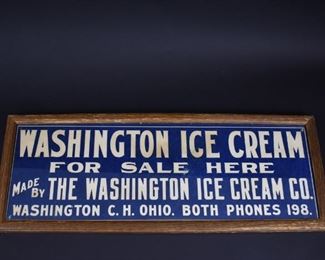 WASHINGTON ICE CREAM
FOR SALE HERE
MADE BY THE WASHINGTON ICE CREAM CO.
WASHINGTON C. H. OHIO. BOTH PHONES 198.